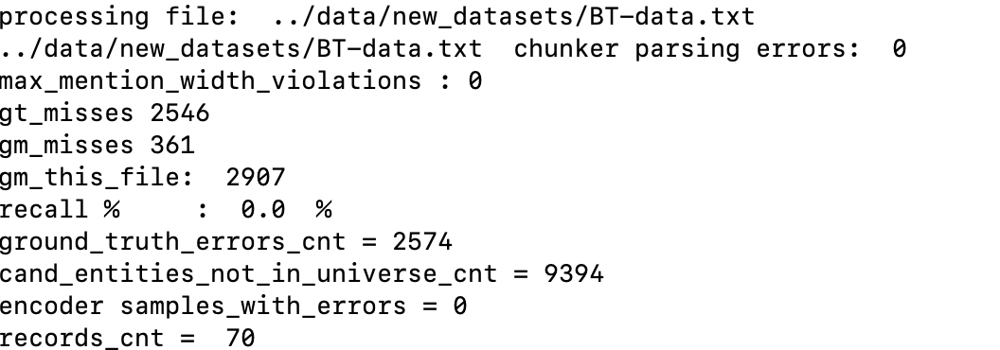 processing file:  ../data/new_datasets/BT-data.txt
../data/new_datasets/BT-data.txt  chunker parsing errors:  0
max_mention_width_violations : 0
gt_misses 2546
gm_misses 361
gm_this_file:  2907
recall %     :  0.0  %
ground_truth_errors_cnt = 2574
cand_entities_not_in_universe_cnt = 9394
encoder samples_with_errors = 0
records_cnt =  70